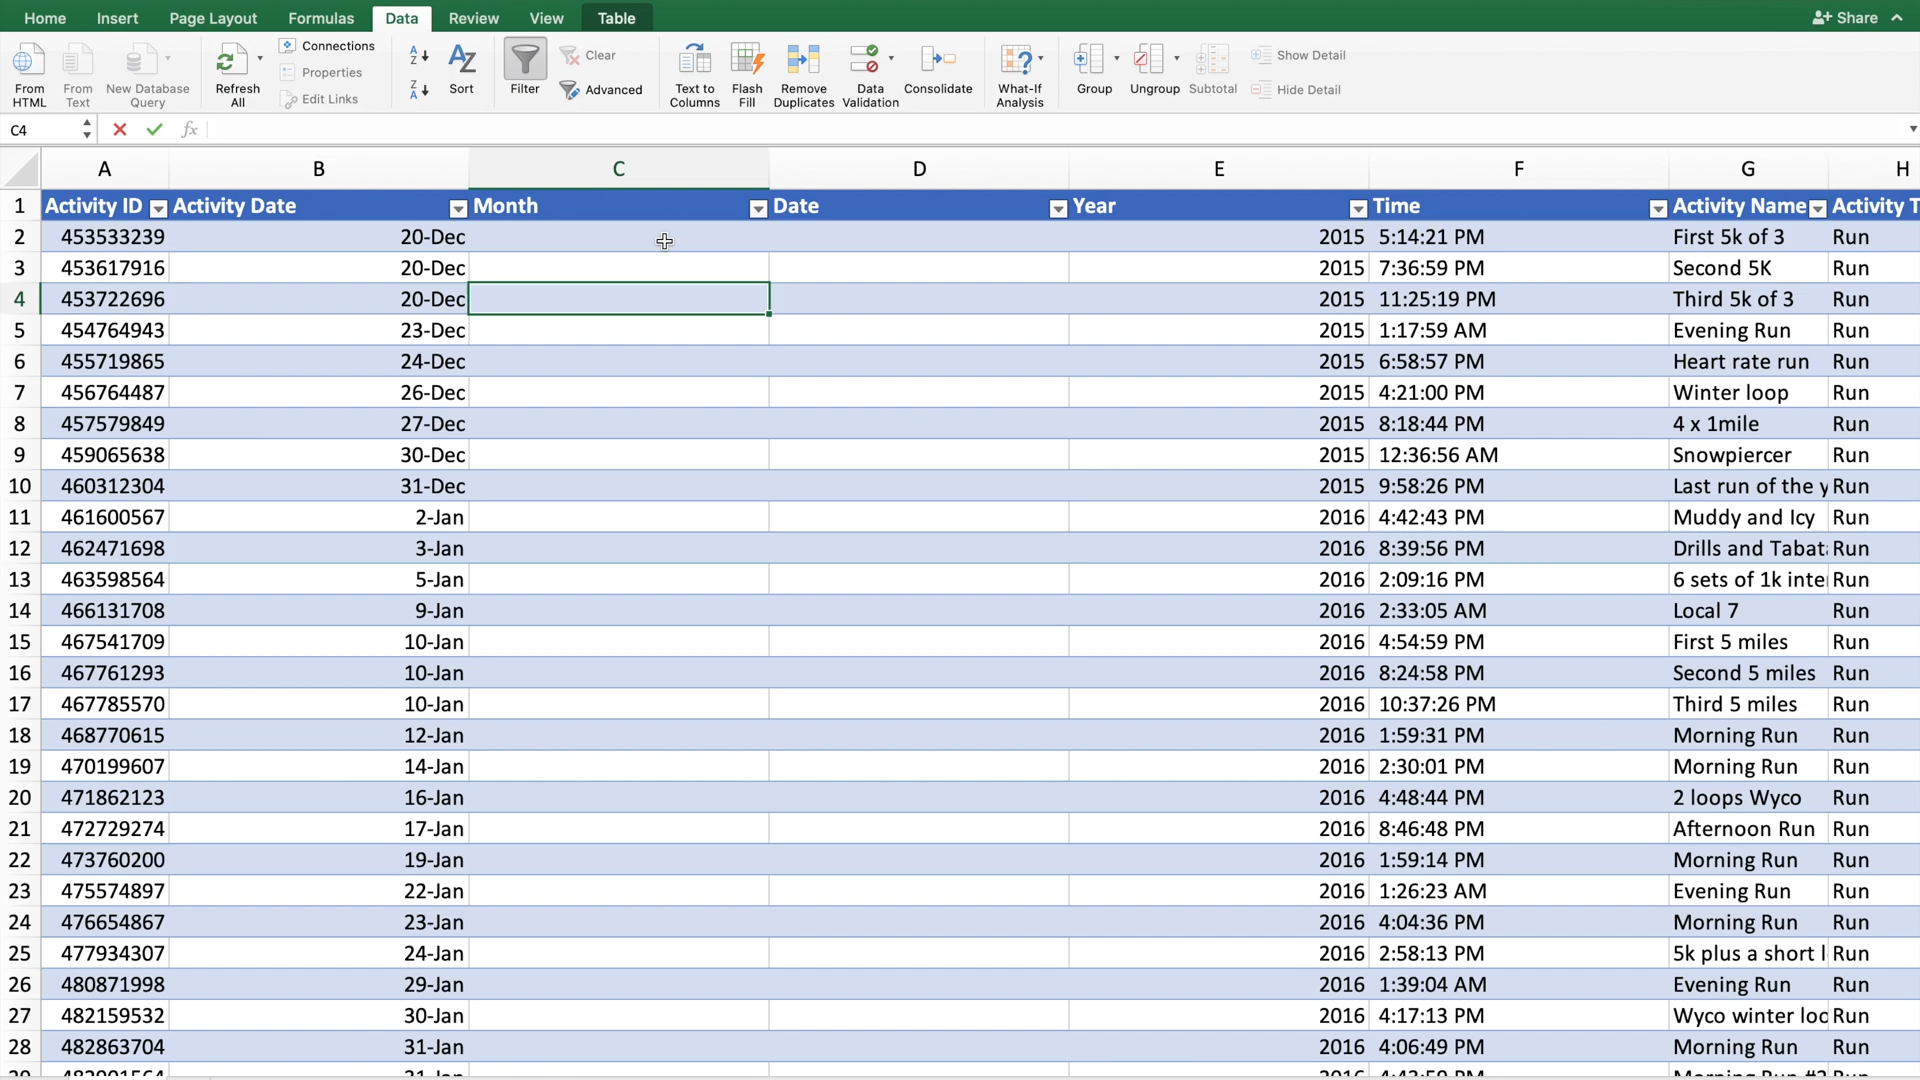 Home Insert Page Layout Formulas Data Review View Table Share
From HTML From Text New Database Query Refresh All Connections Properties Edit Links Sort Filter Clear Advanced Text to Columns Flash Fill Remove Duplicates Data Validation Consolidate What-If Analysis Group Ungroup Subtotal Show Detail Hide Detail
C4 fx
A B C D E F G H
1 Activity ID Activity Date Month Date Year Time Activity Name Activity T
2 453533239 20-Dec 2015 5:14:21 PM First 5k of 3 Run
3 453617916 20-Dec 2015 7:36:59 PM Second 5K Run
4 453722696 20-Dec 2015 11:25:19 PM Third 5k of 3 Run
5 454764943 23-Dec 2015 1:17:59 AM Evening Run Run
6 455719865 24-Dec 2015 6:58:57 PM Heart rate run Run
7 456764487 26-Dec 2015 4:21:00 PM Winter loop Run
8 457579849 27-Dec 2015 8:18:44 PM 4 x 1mile Run
9 459065638 30-Dec 2015 12:36:56 AM Snowpiercer Run
10 460312304 31-Dec 2015 9:58:26 PM Last run of the y Run
11 461600567 2-Jan 2016 4:42:43 PM Muddy and Icy Run
12 462471698 3-Jan 2016 8:39:56 PM Drills and Tabat Run
13 463598564 5-Jan 2016 2:09:16 PM 6 sets of 1k inte Run
14 466131708 9-Jan 2016 2:33:05 AM Local 7 Run
15 467541709 10-Jan 2016 4:54:59 PM First 5 miles Run
16 467761293 10-Jan 2016 8:24:58 PM Second 5 miles Run
17 467785570 10-Jan 2016 10:37:26 PM Third 5 miles Run
18 468770615 12-Jan 2016 1:59:31 PM Morning Run Run
19 470199607 14-Jan 2016 2:30:01 PM Morning Run Run
20 471862123 16-Jan 2016 4:48:44 PM 2 loops Wyco Run
21 472729274 17-Jan 2016 8:46:48 PM Afternoon Run Run
22 473760200 19-Jan 2016 1:59:14 PM Morning Run Run
23 475574897 22-Jan 2016 1:26:23 AM Evening Run Run
24 476654867 23-Jan 2016 4:04:36 PM Morning Run Run
25 477934307 24-Jan 2016 2:58:13 PM 5k plus a short l Run
26 480871998 29-Jan 2016 1:39:04 AM Evening Run Run
27 482159532 30-Jan 2016 4:17:13 PM Wyco winter loo Run
28 482863704 31-Jan 2016 4:06:49 PM Morning Run Run